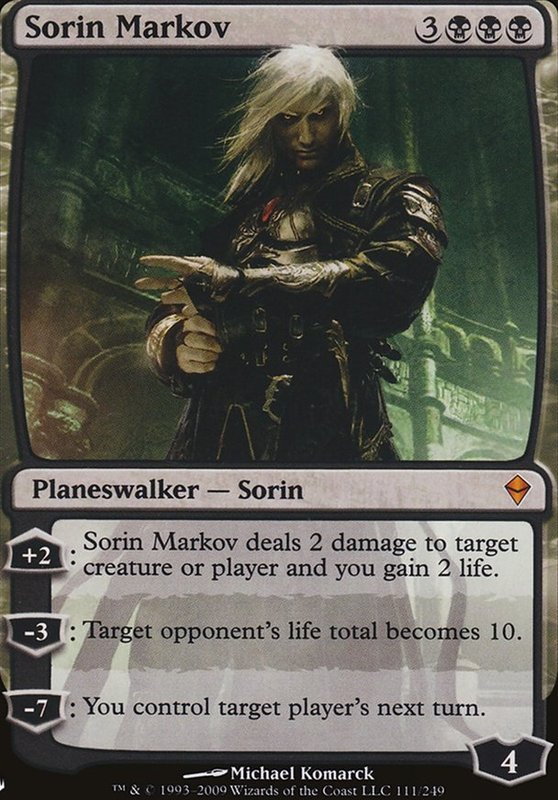 Sorin Markov 3
Planeswalker — Sorin
+2: Sorin Markov deals 2 damage to target
creature or player and you gain 2 life.
-3: Target opponent's life total becomes 10.
-7: You control target player's next turn.
4
Michael Komarck
™ & © 1993–2009 Wizards of the Coast LLC 111/249